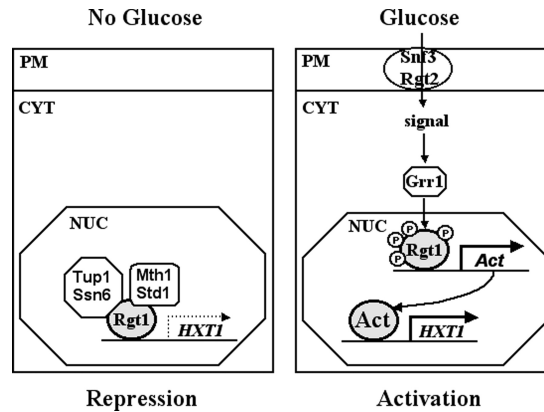 No Glucose
PM
CYT
NUC
Tup1
Ssn6
Mth1
Std1
Rgt1
HXT1
Repression
Glucose
PM
Snf3
Rgt2
CYT
signal
Grr1
NUC
P
P
P
P
Rgt1
Act
Act
HXT1
Activation